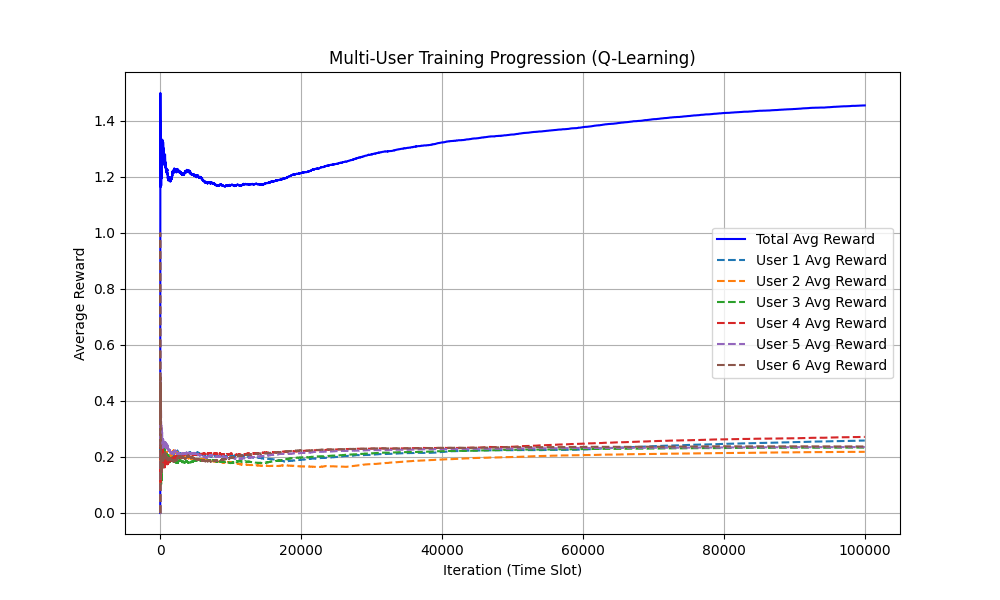 Multi-User Training Progression (Q-Learning)
Average Reward
1.4
1.2
1.0
0.8
0.6
0.4
0.2
0.0
Total Avg Reward
User 1 Avg Reward
User 2 Avg Reward
User 3 Avg Reward
User 4 Avg Reward
User 5 Avg Reward
User 6 Avg Reward
0 20000 40000 60000 80000 100000
Iteration (Time Slot)